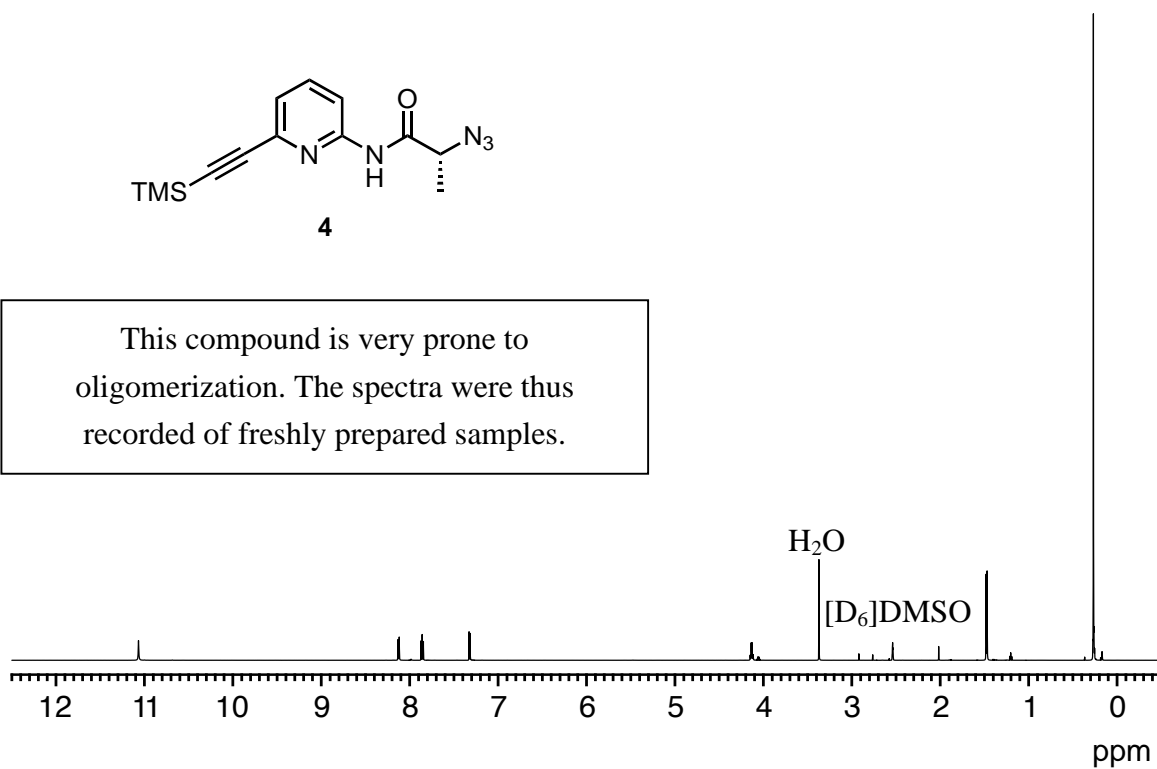 O
N₃
N
N
H
TMS
4
This compound is very prone to
oligomerization. The spectra were thus
recorded of freshly prepared samples.
H₂O
[D₆]DMSO
12 11 10 9 8 7 6 5 4 3 2 1 0
ppm